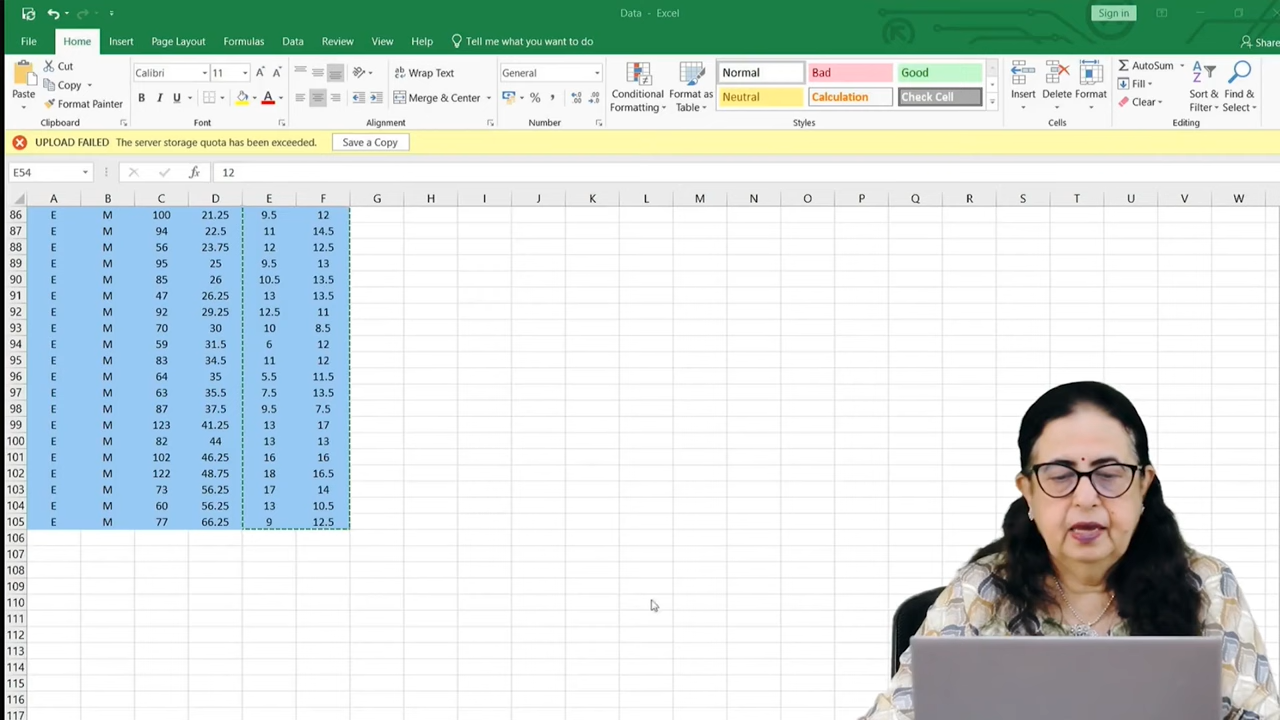 Data - Excel
Sign in
File Home Insert Page Layout Formulas Data Review View Help Tell me what you want to do
Share
Paste
Cut
Copy
Format Painter
Clipboard
Calibri 11
B I U
Font
Wrap Text
Merge & Center
Alignment
General
Number
Conditional Formatting
Format as Table
Normal Bad Good
Neutral Calculation Check Cell
Styles
Insert Delete Format
Cells
AutoSum
Fill
Clear
Sort & Filter
Find & Select
Editing
UPLOAD FAILED The server storage quota has been exceeded. Save a Copy
E54 fx 12
A B C D E F G H I J K L M N O P Q R S T U V W
86 E M 100 21.25 9.5 12
87 E M 94 22.5 11 14.5
88 E M 56 23.75 12 12.5
89 E M 95 25 9.5 13
90 E M 85 26 10.5 13.5
91 E M 47 26.25 13 13.5
92 E M 92 29.25 12.5 11
93 E M 70 30 10 8.5
94 E M 59 31.5 6 12
95 E M 83 34.5 11 12
96 E M 64 35 5.5 11.5
97 E M 63 35.5 7.5 13.5
98 E M 87 37.5 9.5 7.5
99 E M 123 41.25 13 17
100 E M 82 44 13 13
101 E M 102 46.25 16 16
102 E M 122 48.75 18 16.5
103 E M 73 56.25 17 14
104 E M 60 56.25 13 10.5
105 E M 77 66.25 9 12.5
106
107
108
109
110
111
112
113
114
115
116
117